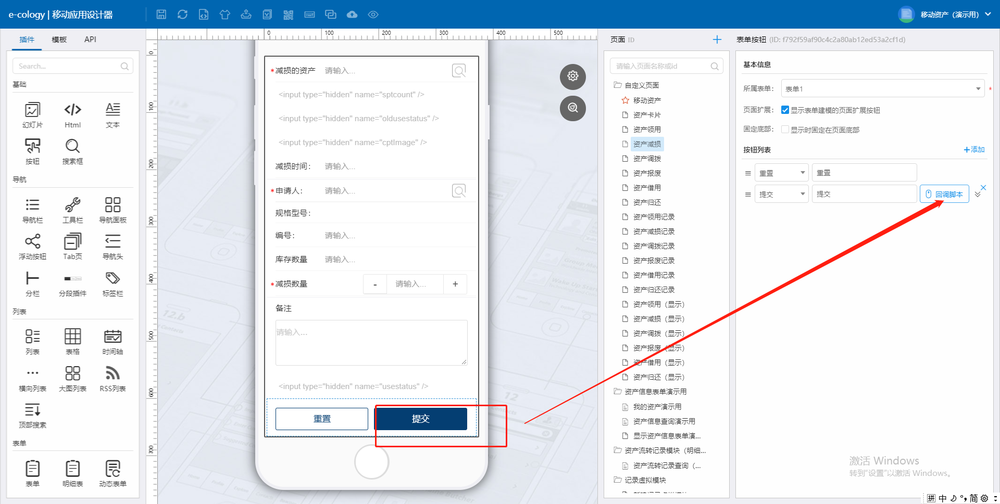 e-cology | 移动应用设计器
移动资产（演示用）
插件 模板 API
Search...
基础
幻灯片 Html 文本
按钮 搜索框
导航
导航栏 工具栏 导航面板
浮动按钮 Tab页 导航头
分栏 分段插件 标签栏
列表
列表 表格 时间轴
横向列表 大图列表 RSS列表
顶部搜索
表单
表单 明细表 动态表单
0 100 200 300 400 500
0
100
200
300
400
500
600
700
*减损的资产 请输入...
<input type="hidden" name="sptcount" />
<input type="hidden" name="oldusestatus" />
<input type="hidden" name="cptImage" />
减损时间： 请输入...
*申请人： 请输入...
规格型号：
编号： 请输入...
库存数量 请输入...
*减损数量 - 请输入... +
备注
请输入...
<input type="hidden" name="usestatus" />
重置 提交
页面 ID +
请输入页面名称或id
自定义页面
移动资产
资产卡片
资产领用
资产减损
资产调拨
资产报废
资产借用
资产归还
资产领用记录
资产减损记录
资产调拨记录
资产报废记录
资产借用记录
资产归还记录
资产领用（显示）
资产减损（显示）
资产调拨（显示）
资产报废（显示）
资产借用（显示）
资产归还（显示）
资产信息表单演示用
我的资产演示用
资产信息查询演示用
显示资产信息表单演...
资产流转记录模块（明细...
资产流转记录查询（...
记录虚拟模块
表单按钮 (ID: f792f59af90c4c2a80ab12ed53a2cf1d)
基本信息
所属表单： 表单1 *
页面扩展： 显示表单建模的页面扩展按钮
固定底部： 显示时固定在页面底部
按钮列表 +添加
重置 重置
提交 提交 回调脚本
激活 Windows
转到"设置"以激活 Windows。
拼 中 简